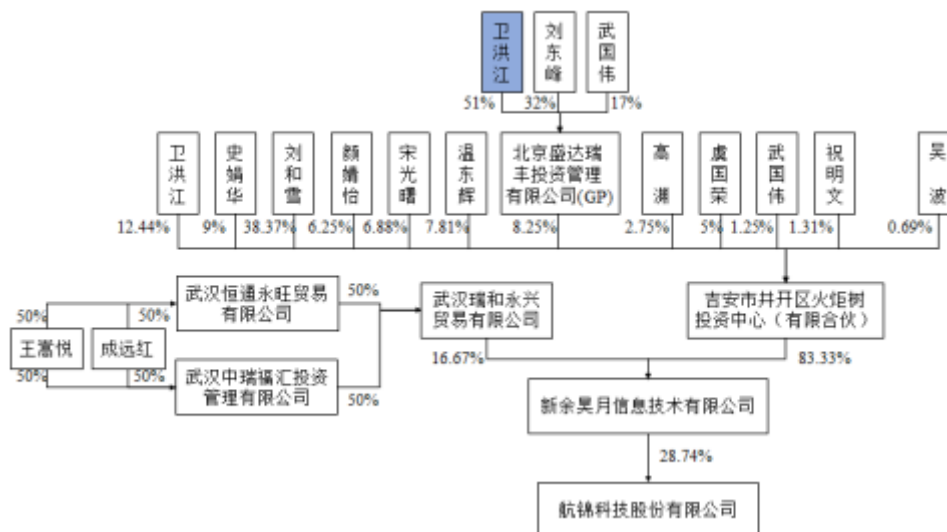 卫洪江
刘东峰
武国伟
51%
32%
17%
卫洪江
史娟华
刘和雪
颜婧怡
宋光曙
温东辉
北京盛达瑞
丰投资管理
有限公司(GP)
高渊
虞国荣
武国伟
祝明文
吴波
12.44%
9%
38.37%
6.25%
6.88%
7.81%
8.25%
2.75%
5%
1.25%
1.31%
0.69%
武汉恒通永旺贸易
有限公司
50%
武汉瑞和永兴
贸易有限公司
吉安市井开区火炬树
投资中心（有限合伙）
50%
50%
王嵩悦
成远红
50%
50%
武汉中瑞福汇投资
管理有限公司
50%
16.67%
83.33%
新余昊月信息技术有限公司
28.74%
航锦科技股份有限公司